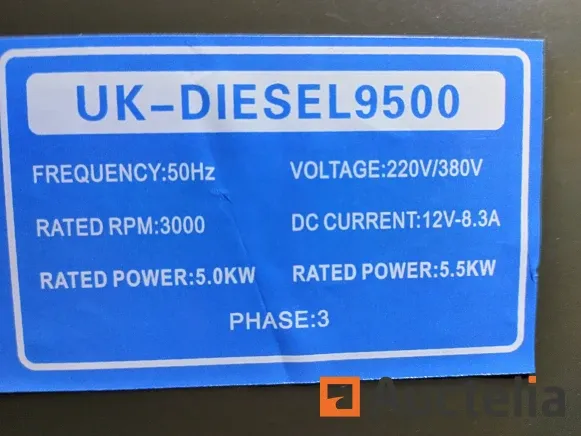 UK-DIESEL9500
FREQUENCY:50Hz VOLTAGE:220V/380V
RATED RPM:3000 DC CURRENT:12V-8.3A
RATED POWER:5.0KW RATED POWER:5.5KW
PHASE:3
Auctelia